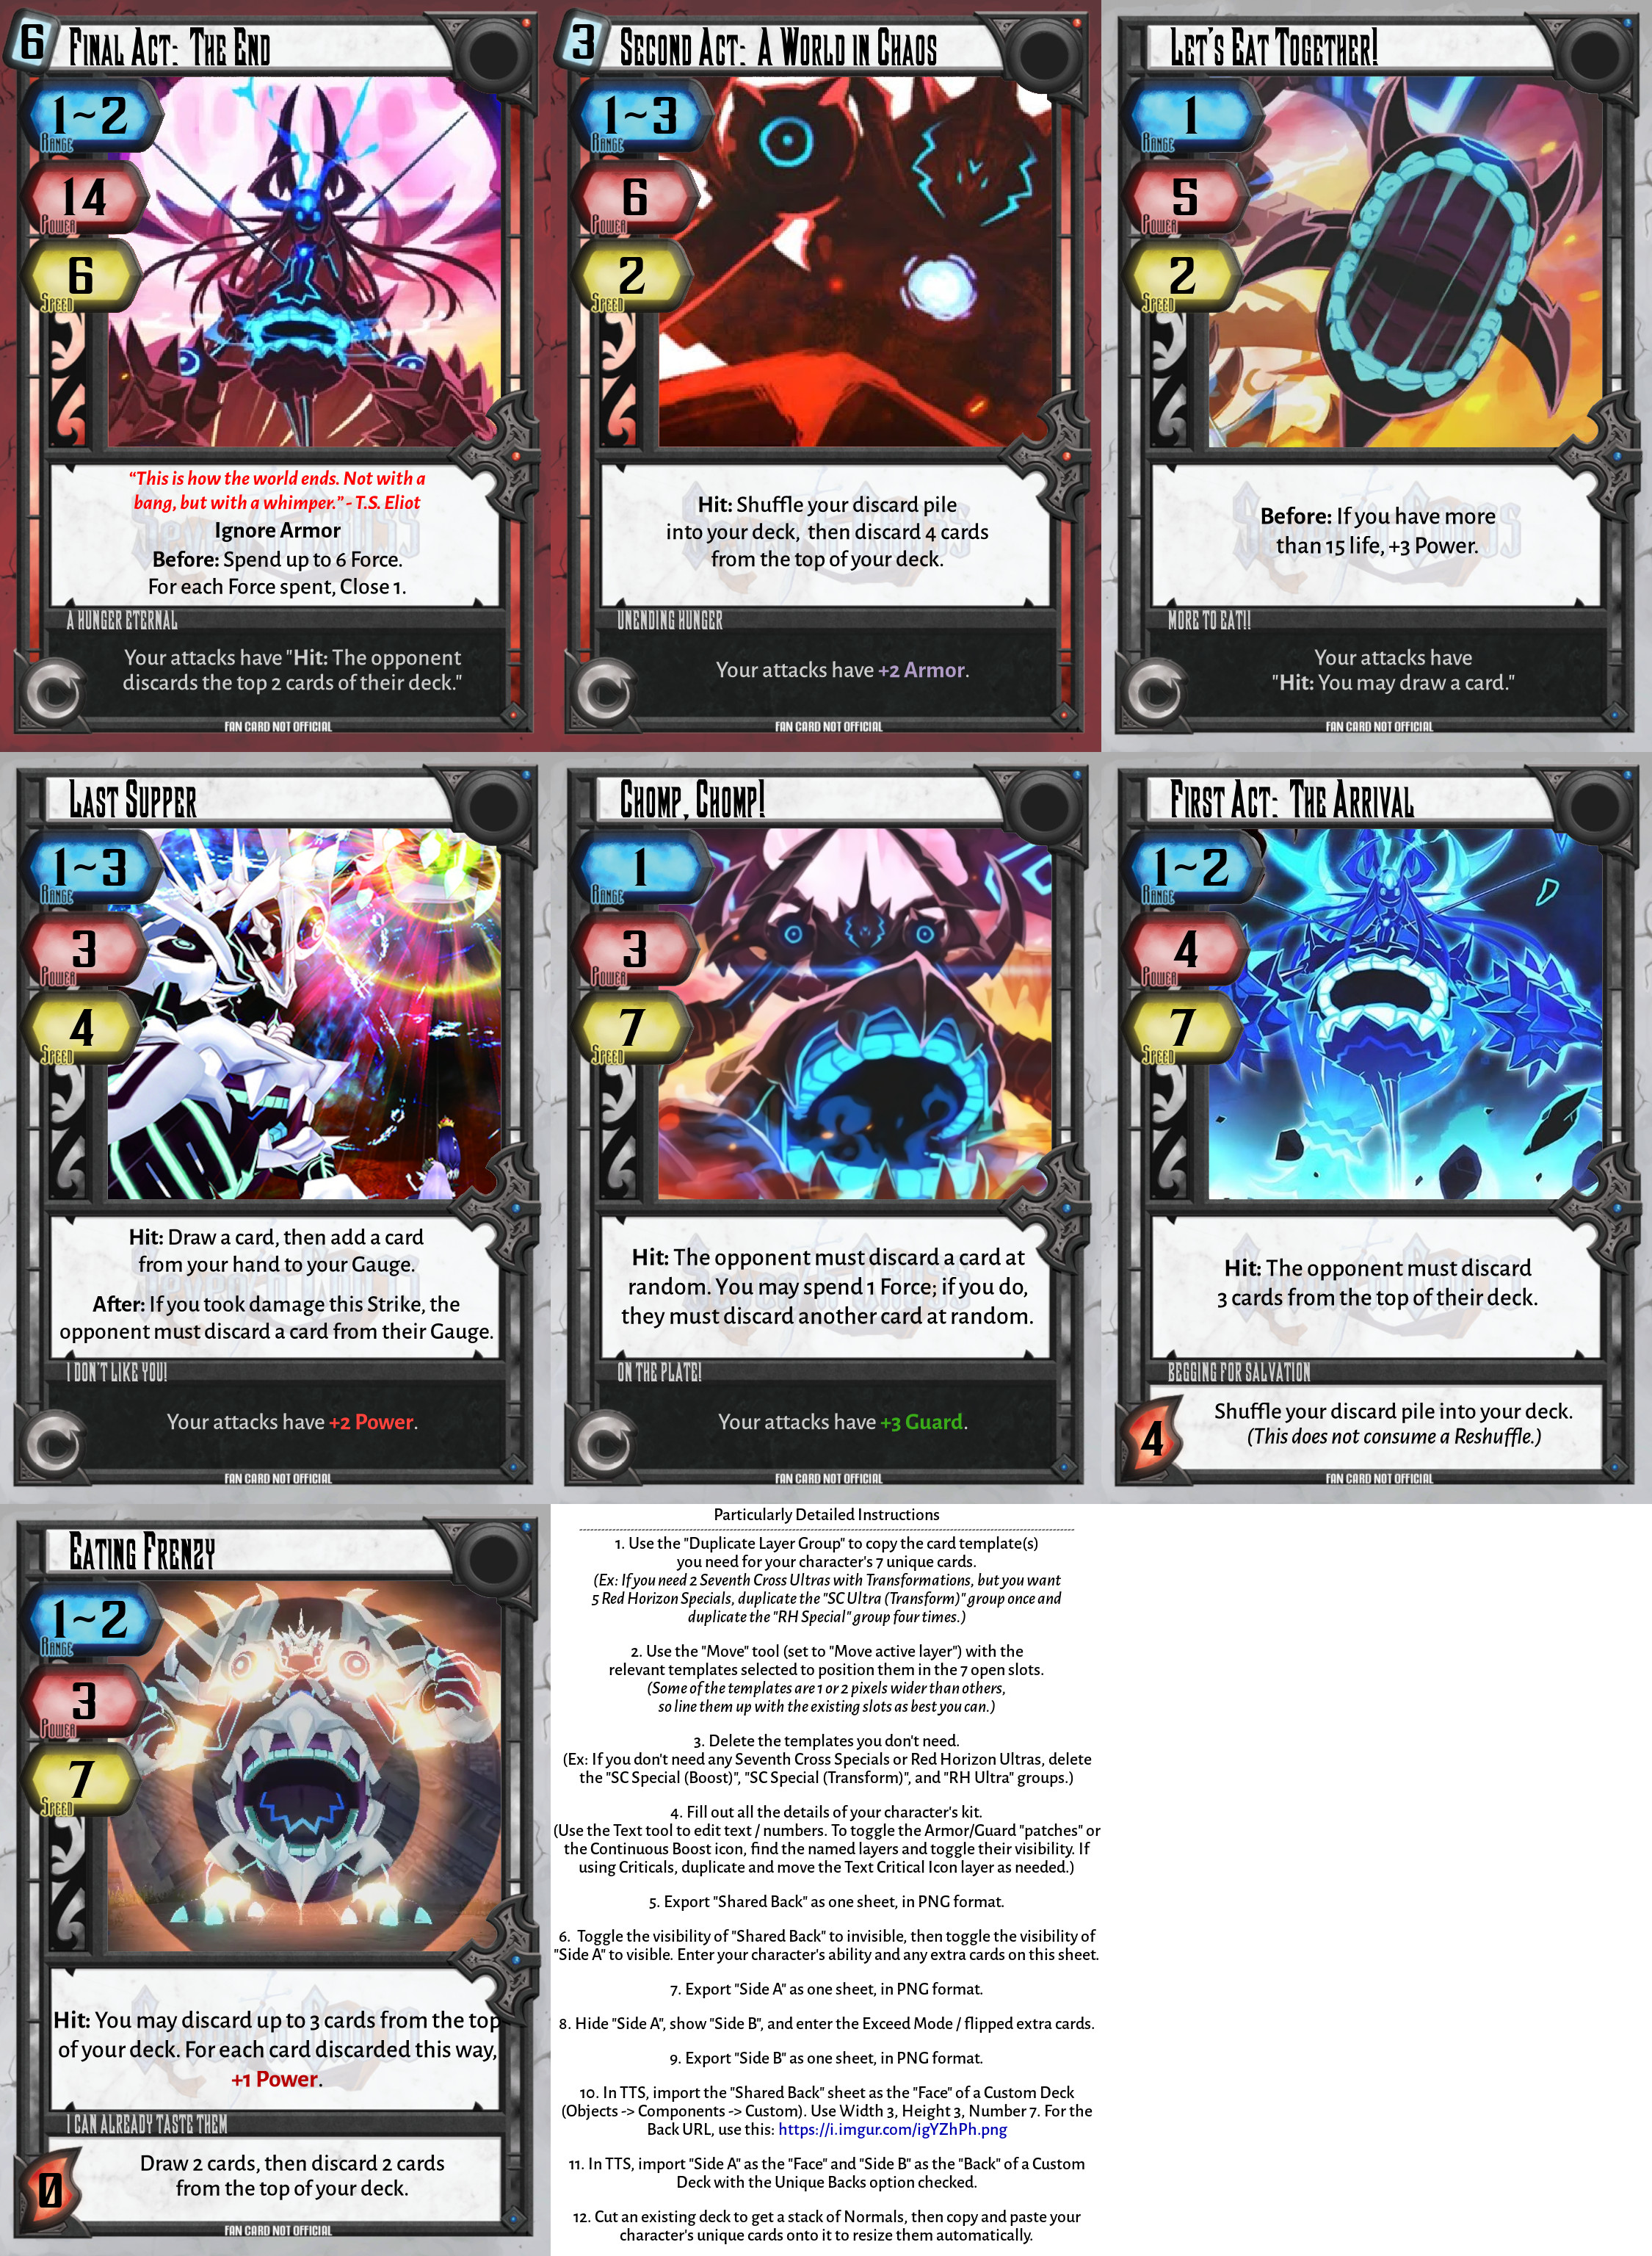 6
FINAL ACT: THE END
1~2
RANGE
14
POWER
6
SPEED
"This is how the world ends. Not with a
bang, but with a whimper." - T.S. Eliot
Ignore Armor
Before: Spend up to 6 Force.
For each Force spent, Close 1.
A HUNGER ETERNAL
Your attacks have "Hit: The opponent
discards the top 2 cards of their deck."
FAN CARD NOT OFFICIAL
3
SECOND ACT: A WORLD IN CHAOS
1~3
RANGE
6
POWER
2
SPEED
Hit: Shuffle your discard pile
into your deck, then discard 4 cards
from the top of your deck.
UNENDING HUNGER
Your attacks have +2 Armor.
FAN CARD NOT OFFICIAL
LET'S EAT TOGETHER!
1
RANGE
5
POWER
2
SPEED
Before: If you have more
than 15 life, +3 Power.
MORE TO EAT!!
Your attacks have
"Hit: You may draw a card."
FAN CARD NOT OFFICIAL
LAST SUPPER
1~3
RANGE
3
POWER
4
SPEED
Hit: Draw a card, then add a card
from your hand to your Gauge.
After: If you took damage this Strike, the
opponent must discard a card from their Gauge.
I DON'T LIKE YOU!
Your attacks have +2 Power.
FAN CARD NOT OFFICIAL
CHOMP, CHOMP!
1
RANGE
3
POWER
7
SPEED
Hit: The opponent must discard a card at
random. You may spend 1 Force; if you do,
they must discard another card at random.
ON THE PLATE!
Your attacks have +3 Guard.
FAN CARD NOT OFFICIAL
FIRST ACT: THE ARRIVAL
1~2
RANGE
4
POWER
7
SPEED
Hit: The opponent must discard
3 cards from the top of their deck.
BEGGING FOR SALVATION
4
Shuffle your discard pile into your deck.
(This does not consume a Reshuffle.)
FAN CARD NOT OFFICIAL
EATING FRENZY
1~2
RANGE
3
POWER
7
SPEED
Hit: You may discard up to 3 cards from the top
of your deck. For each card discarded this way,
+1 Power.
I CAN ALREADY TASTE THEM
0
Draw 2 cards, then discard 2 cards
from the top of your deck.
FAN CARD NOT OFFICIAL
Particularly Detailed Instructions
1. Use the "Duplicate Layer Group" to copy the card template(s)
you need for your character's 7 unique cards.
(Ex: If you need 2 Seventh Cross Ultras with Transformations, but you want
5 Red Horizon Specials, duplicate the "SC Ultra (Transform)" group once and
duplicate the "RH Special" group four times.)
2. Use the "Move" tool (set to "Move active layer") with the
relevant templates selected to position them in the 7 open slots.
(Some of the templates are 1 or 2 pixels wider than others,
so line them up with the existing slots as best you can.)
3. Delete the templates you don't need.
(Ex: If you don't need any Seventh Cross Specials or Red Horizon Ultras, delete
the "SC Special (Boost)", "SC Special (Transform)", and "RH Ultra" groups.)
4. Fill out all the details of your character's kit.
(Use the Text tool to edit text / numbers. To toggle the Armor/Guard "patches" or
the Continuous Boost icon, find the named layers and toggle their visibility. If
using Criticals, duplicate and move the Text Critical Icon layer as needed.)
5. Export "Shared Back" as one sheet, in PNG format.
6. Toggle the visibility of "Shared Back" to invisible, then toggle the visibility of
"Side A" to visible. Enter your character's ability and any extra cards on this sheet.
7. Export "Side A" as one sheet, in PNG format.
8. Hide "Side A", show "Side B", and enter the Exceed Mode / flipped extra cards.
9. Export "Side B" as one sheet, in PNG format.
10. In TTS, import the "Shared Back" sheet as the "Face" of a Custom Deck
(Objects -> Components -> Custom). Use Width 3, Height 3, Number 7. For the
Back URL, use this: https://i.imgur.com/igYZhPh.png
11. In TTS, import "Side A" as the "Face" and "Side B" as the "Back" of a Custom
Deck with the Unique Backs option checked.
12. Cut an existing deck to get a stack of Normals, then copy and paste your
character's unique cards onto it to resize them automatically.